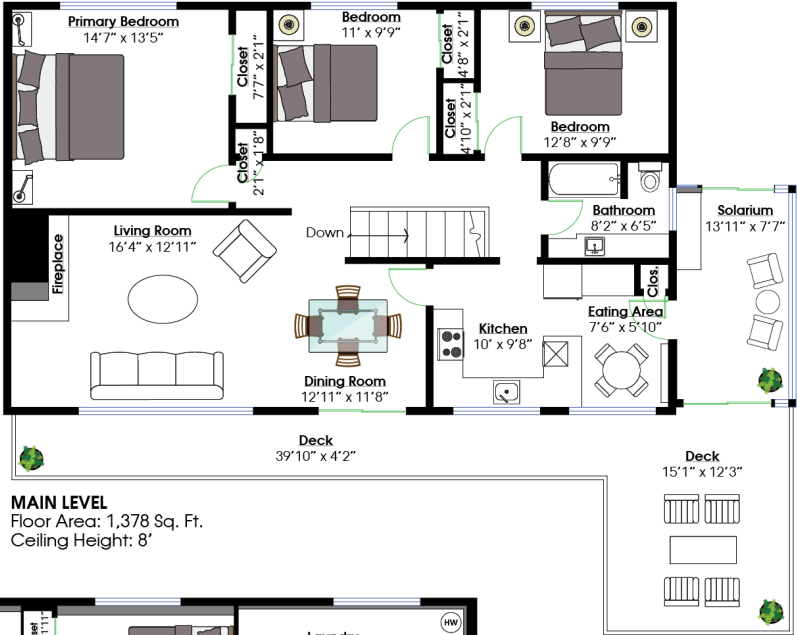 Primary Bedroom
14'7" x 13'5"
Closet
7'7" x 2'1"
Bedroom
11' x 9'9"
Closet
4'8" x 2'1"
Closet
4'10" x 2'1"
Bedroom
12'8" x 9'9"
Closet
2'1" x 1'8"
Living Room
16'4" x 12'11"
Fireplace
Down
Bathroom
8'2" x 6'5"
Solarium
13'11" x 7'7"
Clos.
Eating Area
7'6" x 5'10"
Kitchen
10' x 9'8"
Dining Room
12'11" x 11'8"
Deck
39'10" x 4'2"
Deck
15'1" x 12'3"
MAIN LEVEL
Floor Area: 1,378 Sq. Ft.
Ceiling Height: 8'
HW